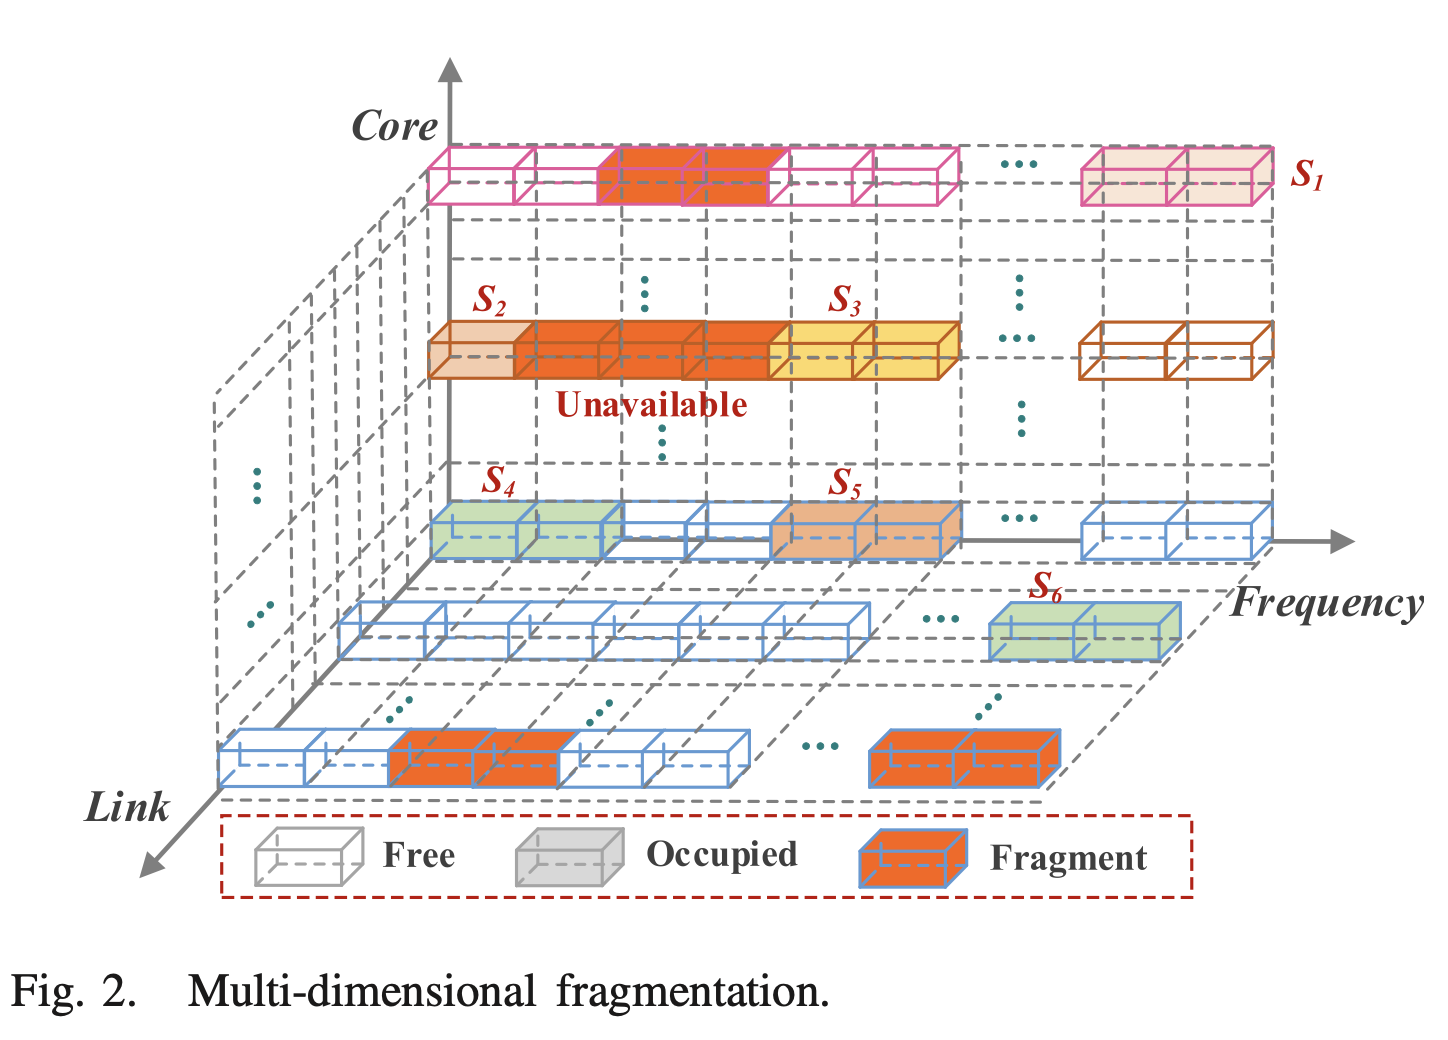 Core
S1
S2
S3
Unavailable
S4
S5
S6
Frequency
Link
Free
Occupied
Fragment
Fig. 2. Multi-dimensional fragmentation.